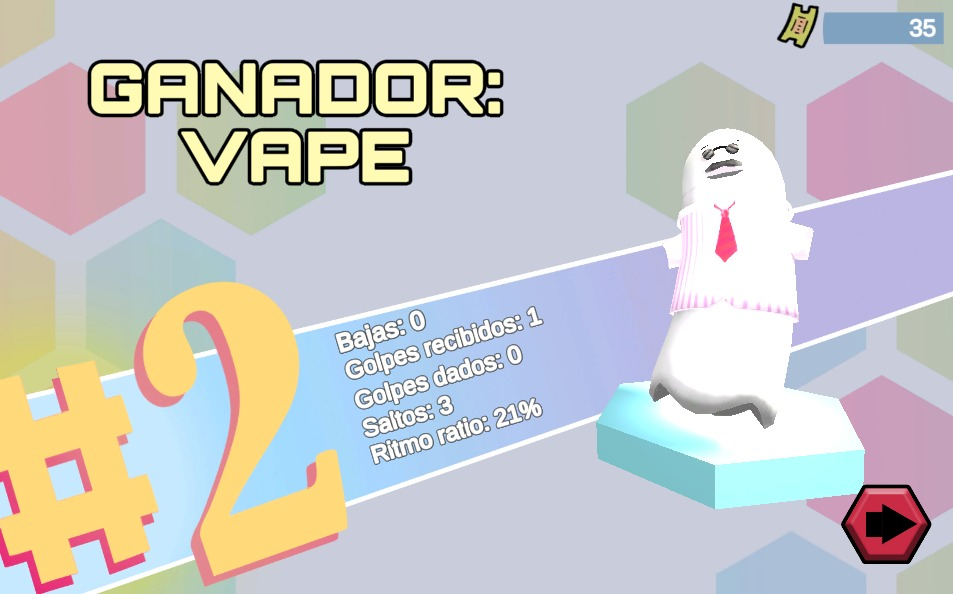 35
GANADOR:
VAPE
#2
Bajas: 0
Golpes recibidos: 1
Golpes dados: 0
Saltos: 3
Ritmo ratio: 21%